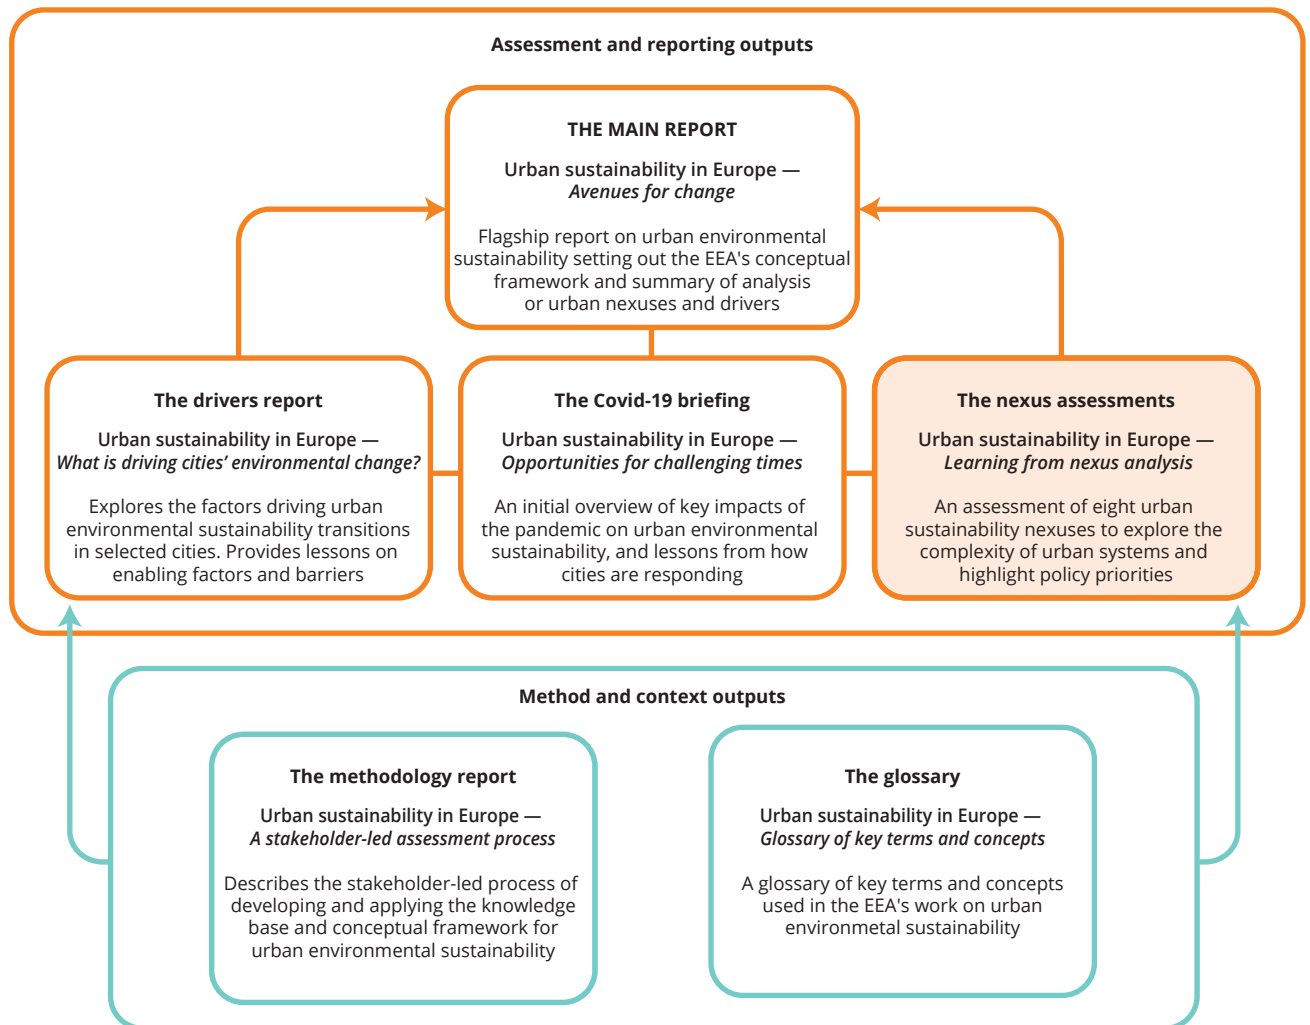 Assessment and reporting outputs
THE MAIN REPORT
Urban sustainability in Europe —
Avenues for change
Flagship report on urban environmental
sustainability setting out the EEA's conceptual
framework and summary of analysis
or urban nexuses and drivers
The drivers report
Urban sustainability in Europe —
What is driving cities’ environmental change?
Explores the factors driving urban
environmental sustainability transitions
in selected cities. Provides lessons on
enabling factors and barriers
The Covid-19 briefing
Urban sustainability in Europe —
Opportunities for challenging times
An initial overview of key impacts of
the pandemic on urban environmental
sustainability, and lessons from how
cities are responding
The nexus assessments
Urban sustainability in Europe —
Learning from nexus analysis
An assessment of eight urban
sustainability nexuses to explore the
complexity of urban systems and
highlight policy priorities
Method and context outputs
The methodology report
Urban sustainability in Europe —
A stakeholder-led assessment process
Describes the stakeholder-led process of
developing and applying the knowledge
base and conceptual framework for
urban environmental sustainability
The glossary
Urban sustainability in Europe —
Glossary of key terms and concepts
A glossary of key terms and concepts
used in the EEA's work on urban
environmetal sustainability